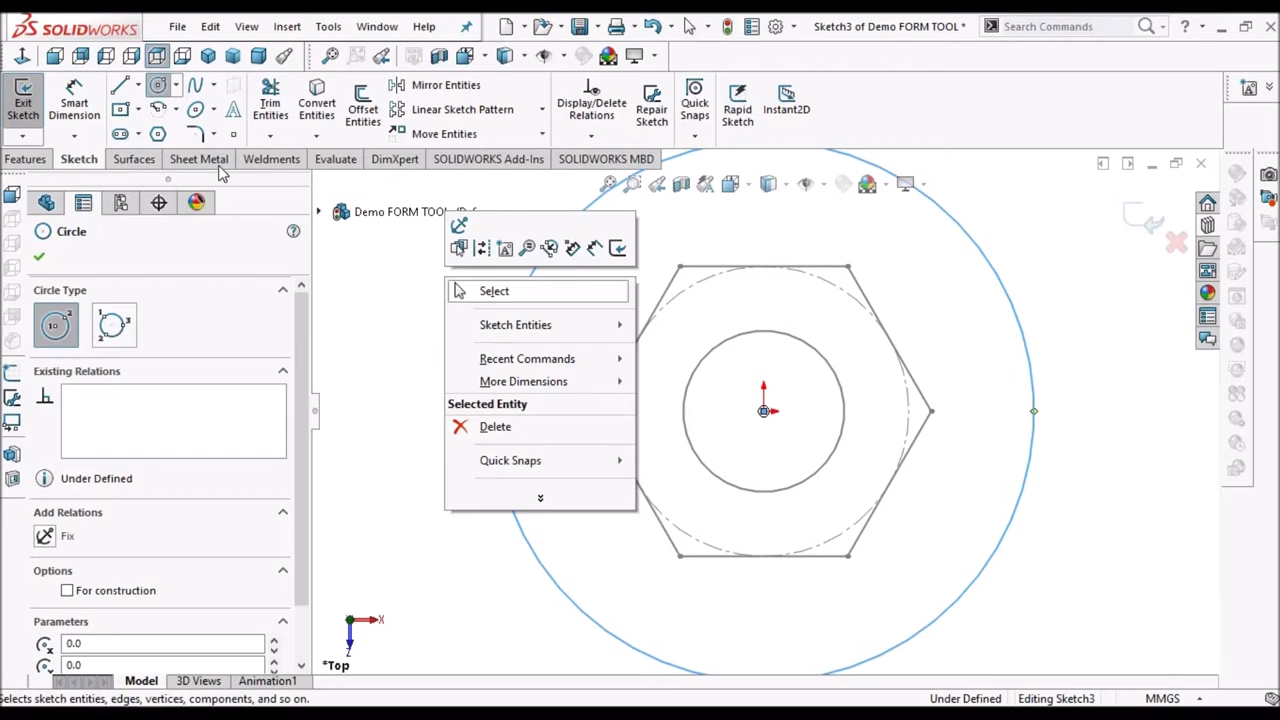 SOLIDWORKS
File Edit View Insert Tools Window Help
Sketch3 of Demo FORM TOOL *
Search Commands
Exit Sketch
Smart Dimension
Trim Entities
Convert Entities
Offset Entities
Mirror Entities
Linear Sketch Pattern
Move Entities
Display/Delete Relations
Repair Sketch
Quick Snaps
Rapid Sketch
Instant2D
Features Sketch Surfaces Sheet Metal Weldments Evaluate DimXpert SOLIDWORKS Add-Ins SOLIDWORKS MBD
Demo FORM TOOL
Circle
Circle Type
Existing Relations
Under Defined
Add Relations
Fix
Options
For construction
Parameters
0.0
0.0
Select
Sketch Entities
Recent Commands
More Dimensions
Selected Entity
Delete
Quick Snaps
X
Z
*Top
Model 3D Views Animation1
Selects sketch entities, edges, vertices, components, and so on.
Under Defined Editing Sketch3 MMGS